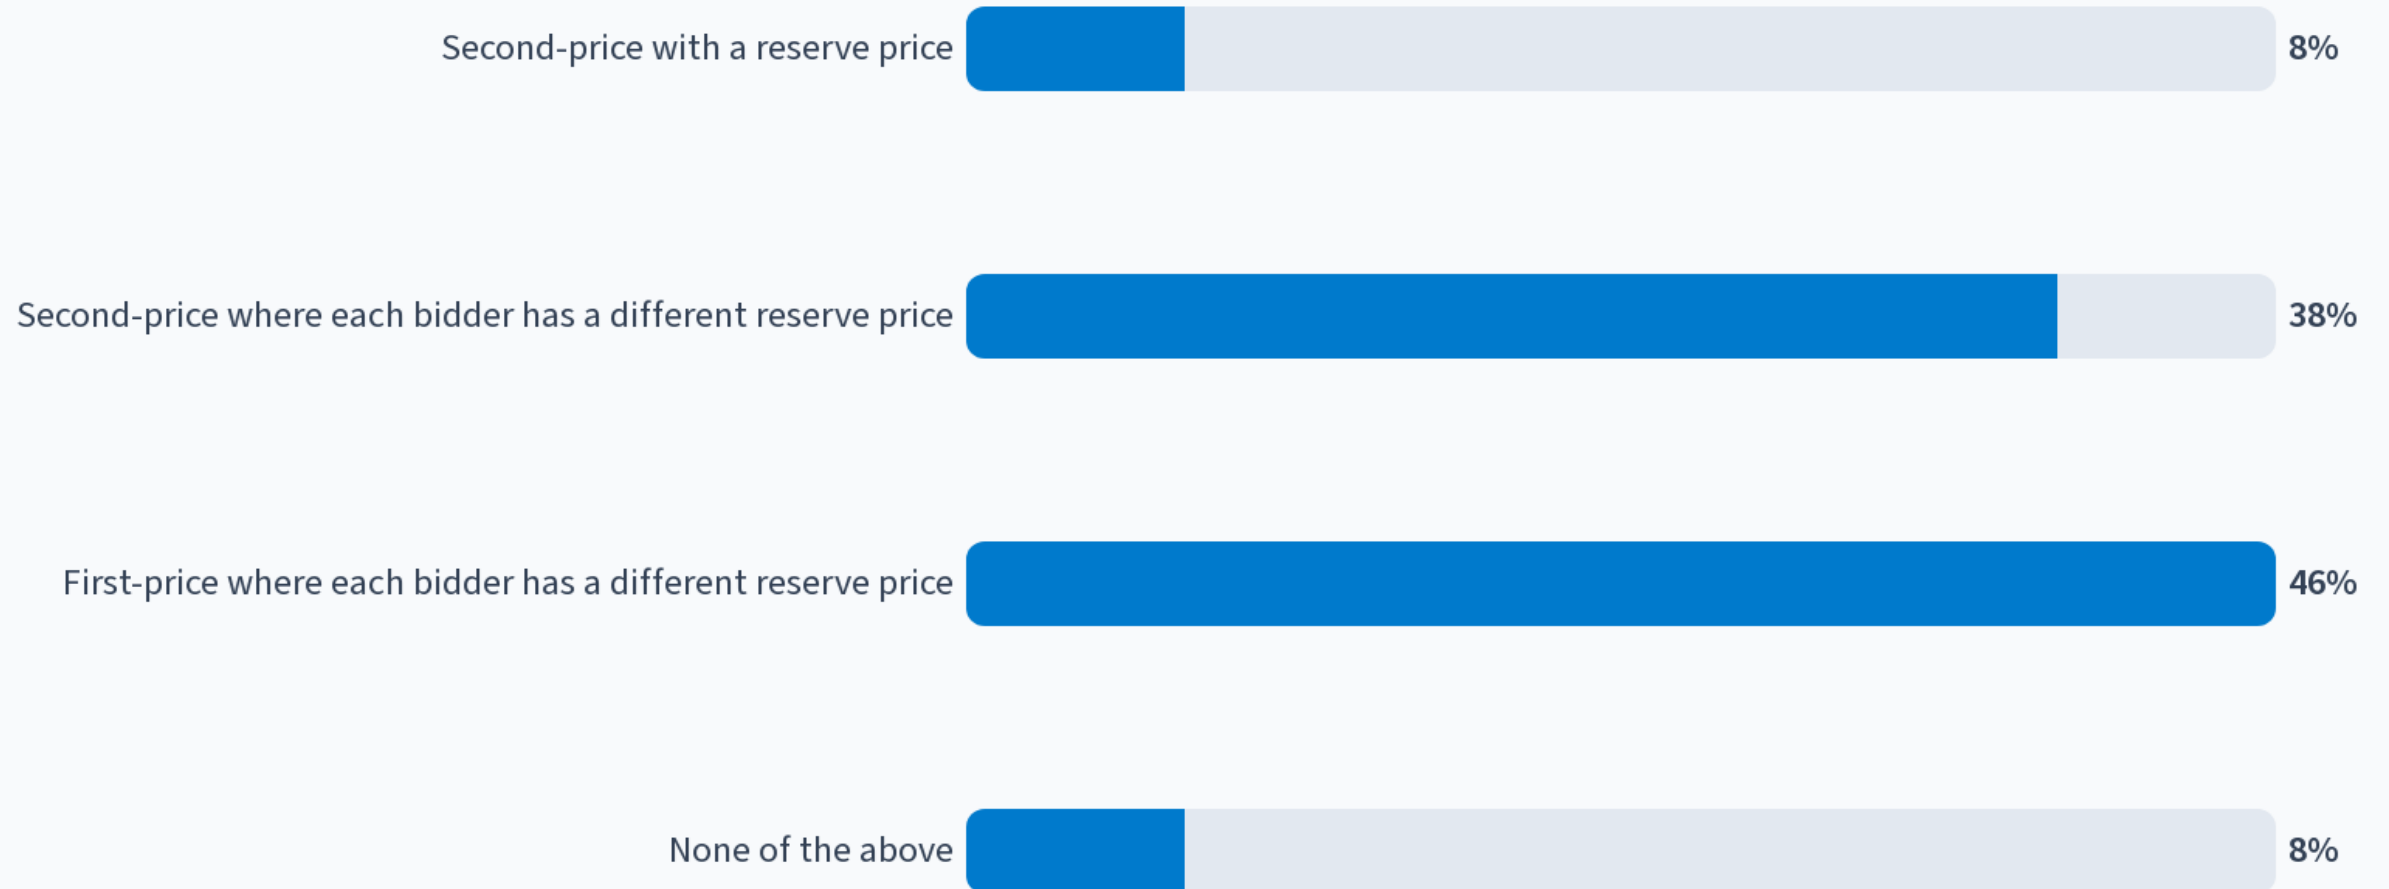 Second-price with a reserve price 8%
Second-price where each bidder has a different reserve price 38%
First-price where each bidder has a different reserve price 46%
None of the above 8%